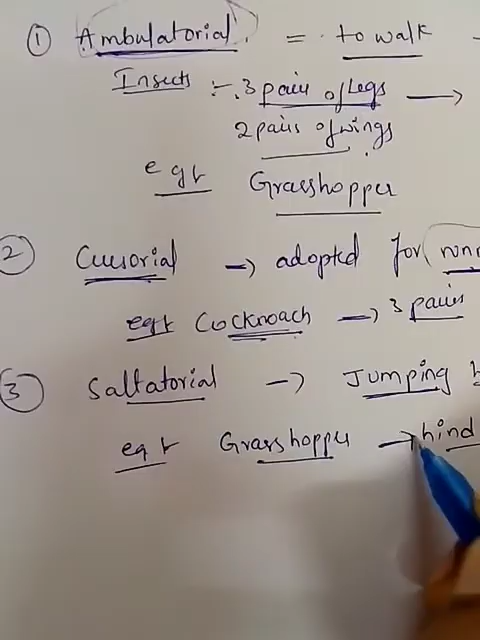 ① Ambulatorial = to walk
Insects :- 3 pair of Legs →
2 pairs of wings
eg:- Grasshopper
② Cursorial → adopted for
eg:- Cockroach → 3 pairs
③ Saltatorial → Jumping
eg:- Grasshopper → hind